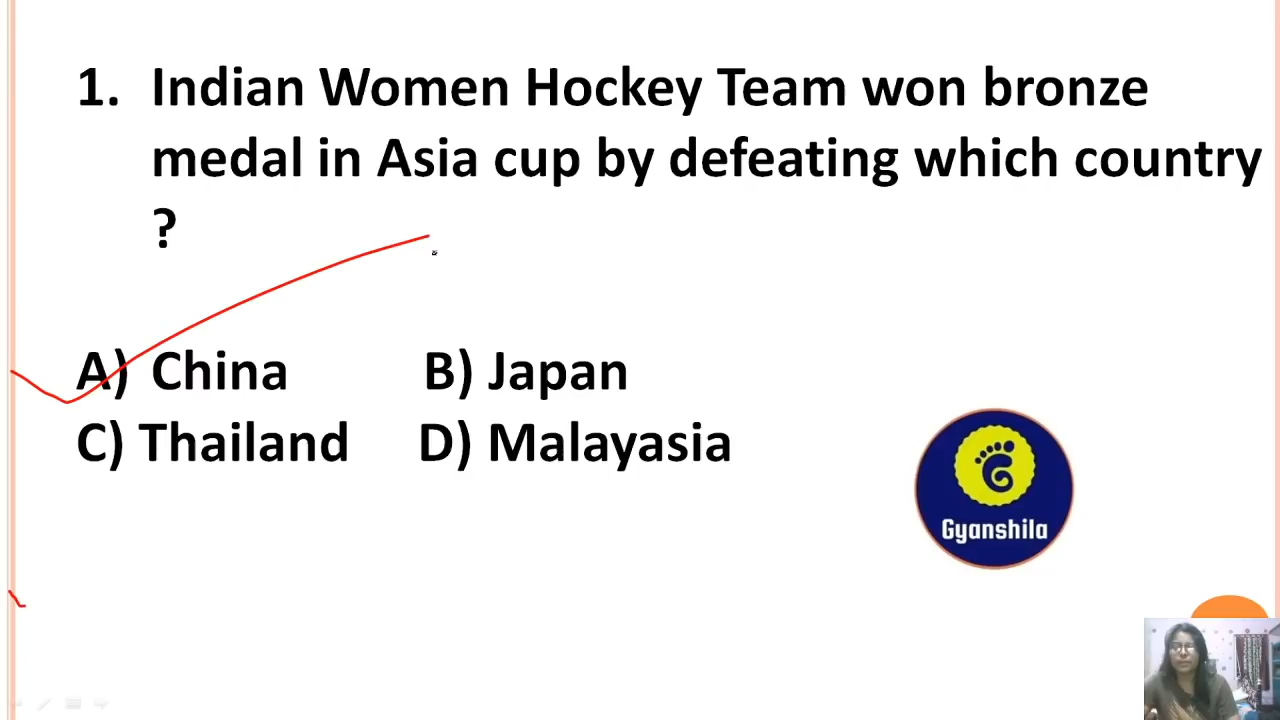 1. Indian Women Hockey Team won bronze
medal in Asia cup by defeating which country
?
A) China B) Japan
C) Thailand D) Malayasia
Gyanshila